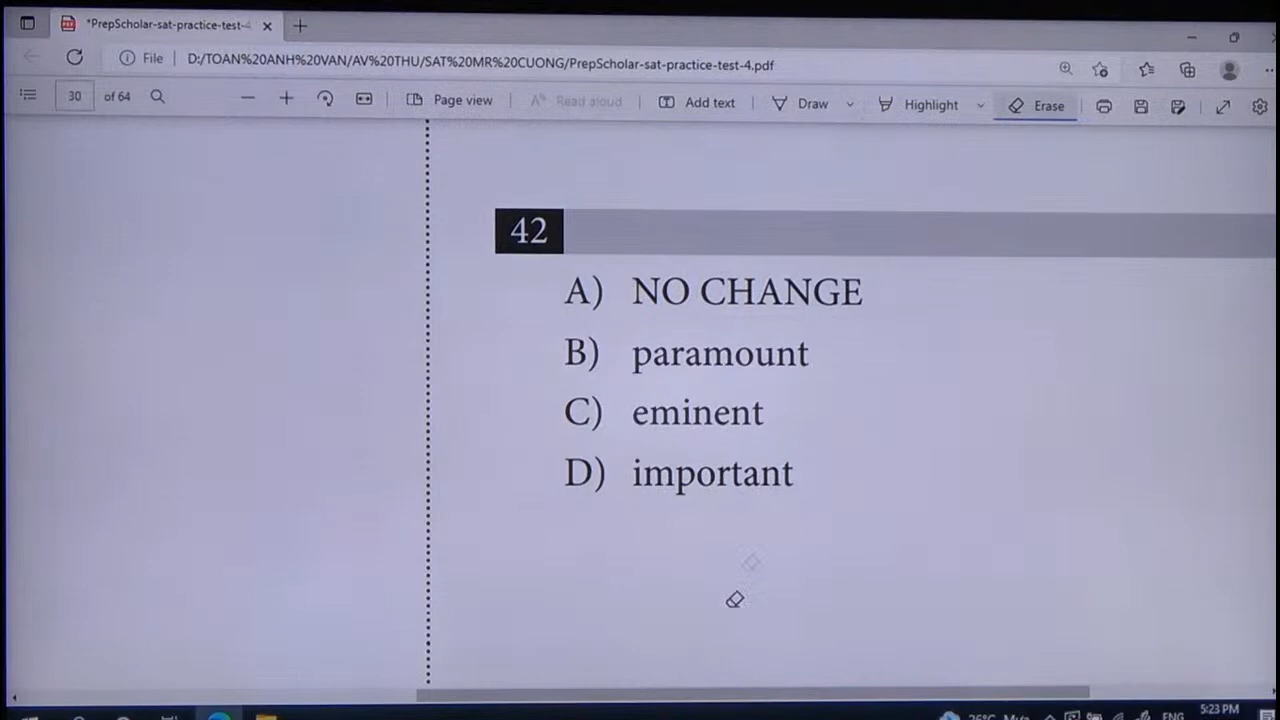 *PrepScholar-sat-practice-test-4
File D:/TOAN%20ANH%20VAN/AV%20THU/SAT%20MR%20CUONG/PrepScholar-sat-practice-test-4.pdf
30 of 64 Page view Read aloud Add text Draw Highlight Erase
42
A) NO CHANGE
B) paramount
C) eminent
D) important
5:23 PM
ENG